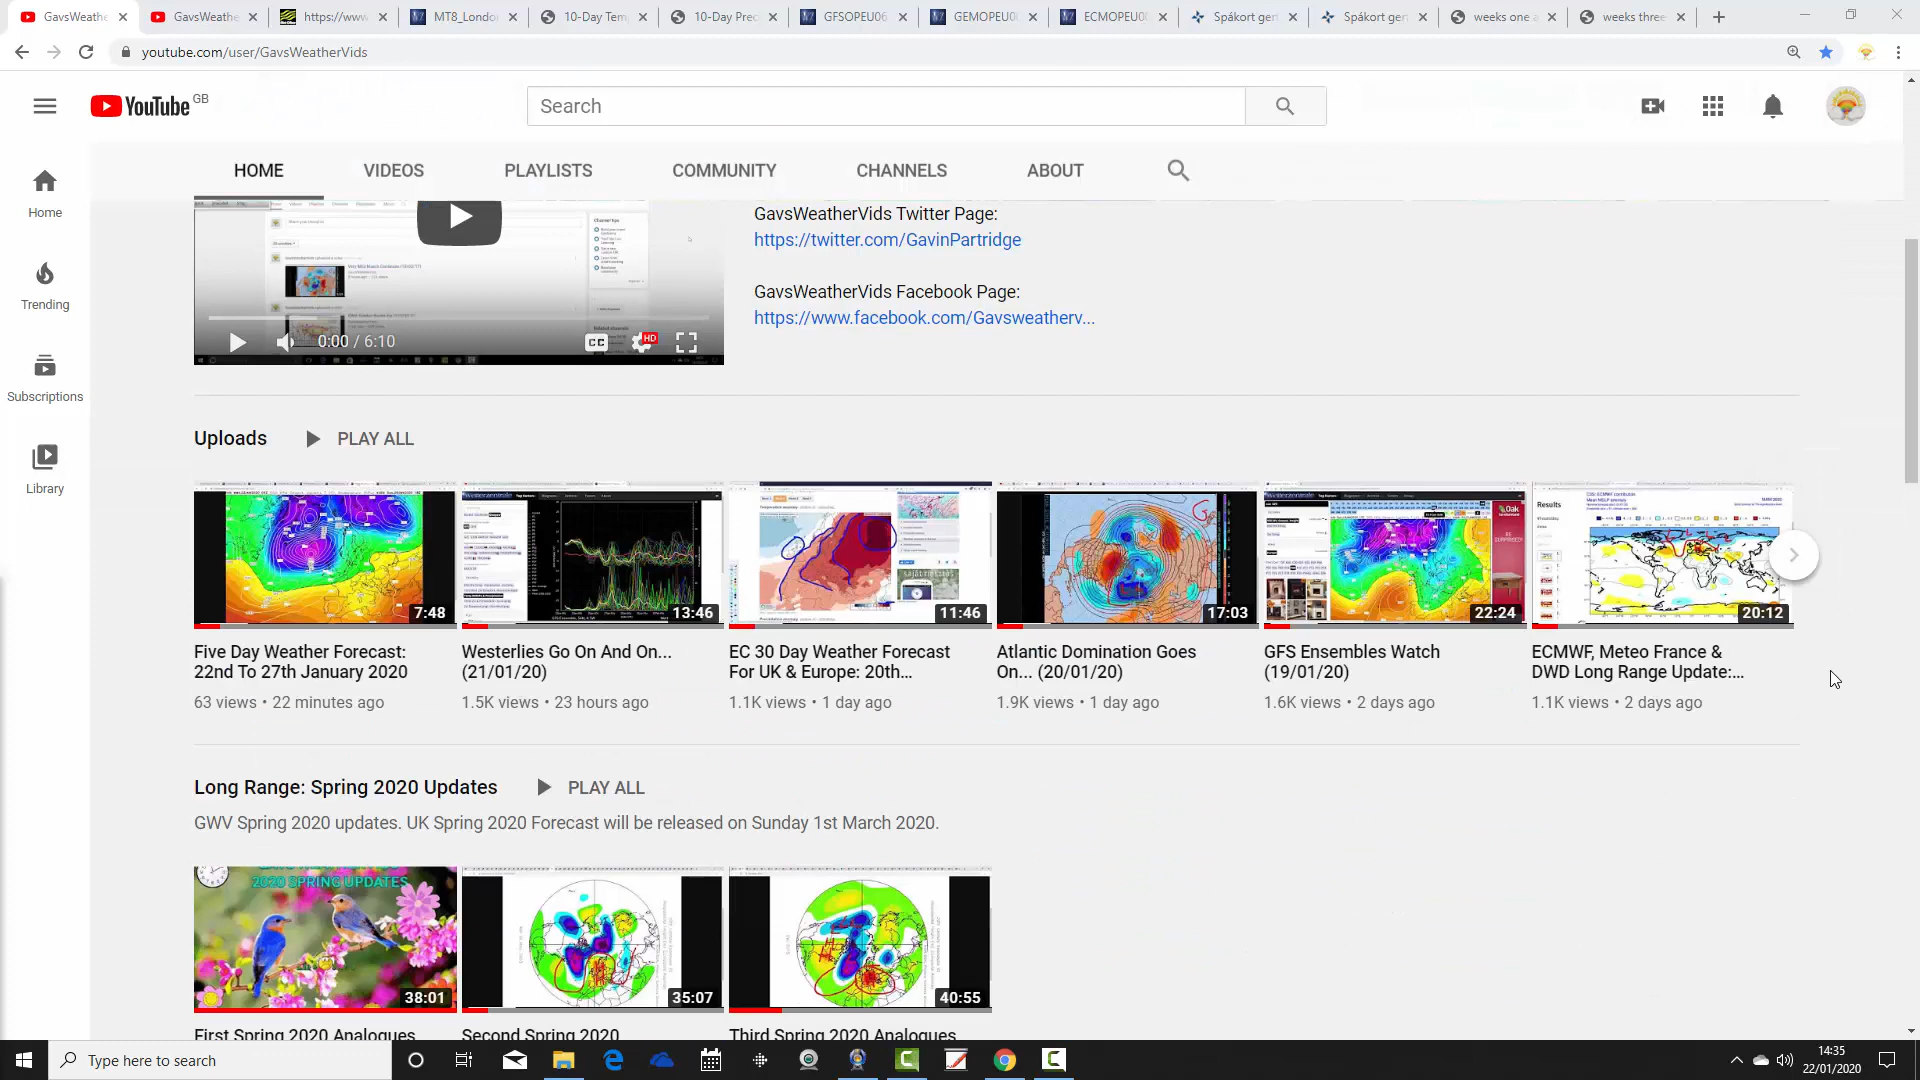 GavsWeathe
GavsWeathe
https://www
MT8_Londo
10-Day Tem
10-Day Prec
GFSOPEU06
GEMOPEU0
ECMOPEU0
Spákort ger
Spákort ger
weeks one a
weeks three
youtube.com/user/GavsWeatherVids
YouTube GB
Search
HOME
VIDEOS
PLAYLISTS
COMMUNITY
CHANNELS
ABOUT
Home
Trending
Subscriptions
Library
0:00 / 6:10
CC
HD
GavsWeatherVids Twitter Page:
https://twitter.com/GavinPartridge
GavsWeatherVids Facebook Page:
https://www.facebook.com/Gavsweatherv...
Uploads
PLAY ALL
7:48
13:46
11:46
17:03
22:24
Results
20:12
Five Day Weather Forecast:
22nd To 27th January 2020
63 views • 22 minutes ago
Westerlies Go On And On...
(21/01/20)
1.5K views • 23 hours ago
EC 30 Day Weather Forecast
For UK & Europe: 20th...
1.1K views • 1 day ago
Atlantic Domination Goes
On... (20/01/20)
1.9K views • 1 day ago
GFS Ensembles Watch
(19/01/20)
1.6K views • 2 days ago
ECMWF, Meteo France &
DWD Long Range Update:...
1.1K views • 2 days ago
Long Range: Spring 2020 Updates
PLAY ALL
GWV Spring 2020 updates. UK Spring 2020 Forecast will be released on Sunday 1st March 2020.
2020 SPRING UPDATES
38:01
35:07
40:55
First Spring 2020 Analogues
Second Spring 2020
Third Spring 2020 Analogues
Type here to search
14:35
22/01/2020